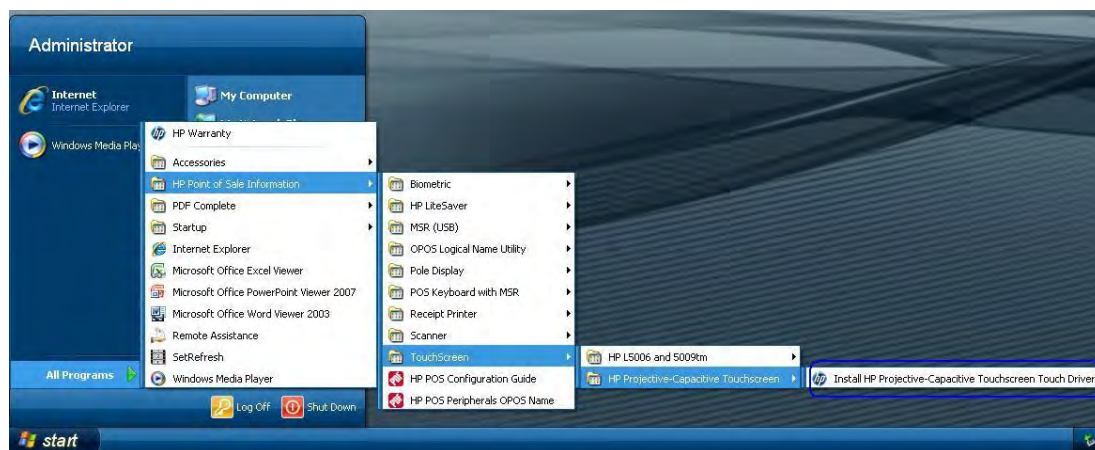 Administrator
Internet
Internet Explorer
My Computer
Windows Media Play
HP Warranty
Accessories
HP Point of Sale Information
PDF Complete
Startup
Internet Explorer
Microsoft Office Excel Viewer
Microsoft Office PowerPoint Viewer 2007
Microsoft Office Word Viewer 2003
Remote Assistance
SetRefresh
Windows Media Player
Biometric
HP LiteSaver
MSR (USB)
OPOS Logical Name Utility
Pole Display
POS Keyboard with MSR
Receipt Printer
Scanner
TouchScreen
HP POS Configuration Guide
HP POS Peripherals OPOS Name
HP L5006 and 5009tm
HP Projective-Capacitive Touchscreen
Install HP Projective-Capacitive Touchscreen Touch Driver
All Programs
Log Off
Shut Down
start